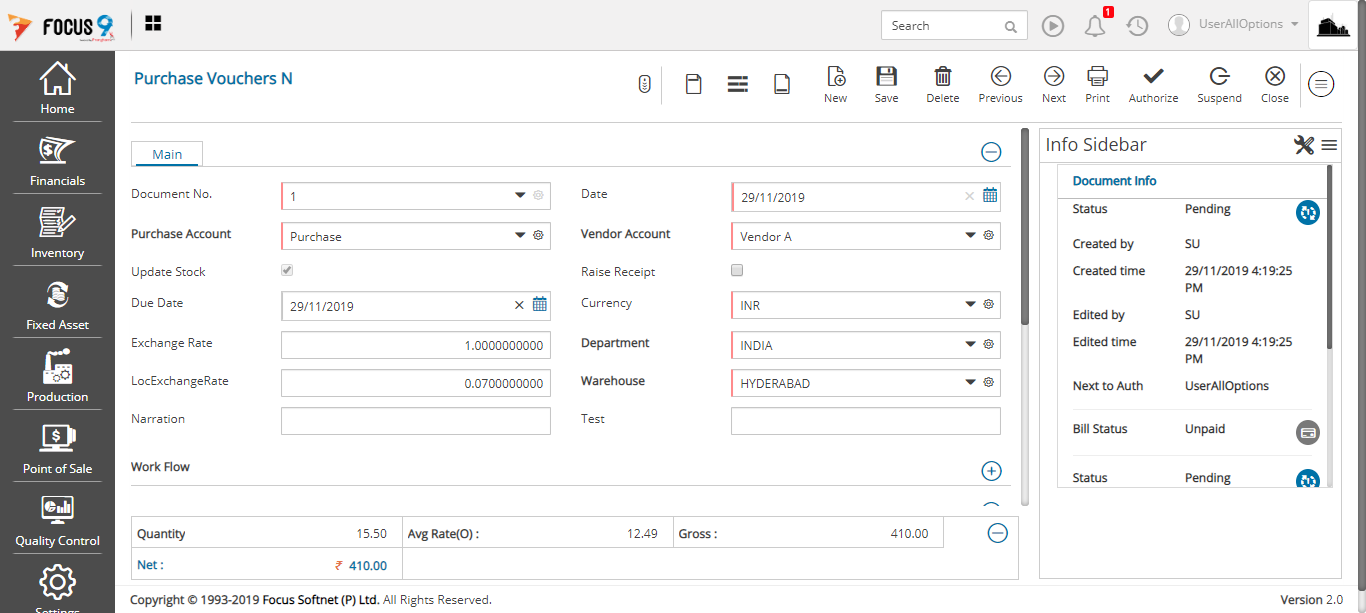 FOCUS 9
Search
1
UserAllOptions
Home
Financials
Inventory
Fixed Asset
Production
Point of Sale
Quality Control
Settings
Purchase Vouchers N
New
Save
Delete
Previous
Next
Print
Authorize
Suspend
Close
Main
Document No. 1
Date 29/11/2019
Purchase Account Purchase
Vendor Account Vendor A
Update Stock
Raise Receipt
Due Date 29/11/2019
Currency INR
Exchange Rate 1.0000000000
Department INDIA
LocExchangeRate 0.0700000000
Warehouse HYDERABAD
Narration
Test
Work Flow
Quantity 15.50
Avg Rate(O) : 12.49
Gross : 410.00
Net : ₹ 410.00
Info Sidebar
Document Info
Status Pending
Created by SU
Created time 29/11/2019 4:19:25
PM
Edited by SU
Edited time 29/11/2019 4:19:25
PM
Next to Auth UserAllOptions
Bill Status Unpaid
Status Pending
Copyright © 1993-2019 Focus Softnet (P) Ltd. All Rights Reserved.
Version 2.0